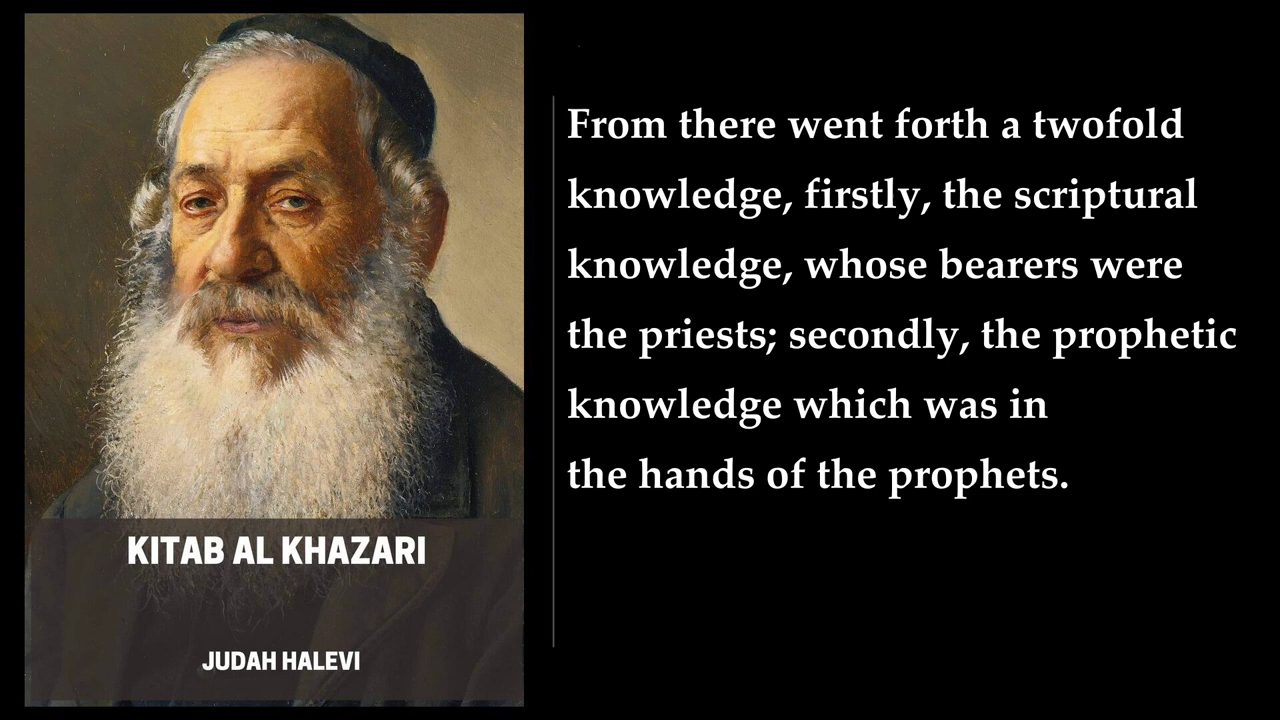 From there went forth a twofold
knowledge, firstly, the scriptural
knowledge, whose bearers were
the priests; secondly, the prophetic
knowledge which was in
the hands of the prophets.
KITAB AL KHAZARI
JUDAH HALEVI